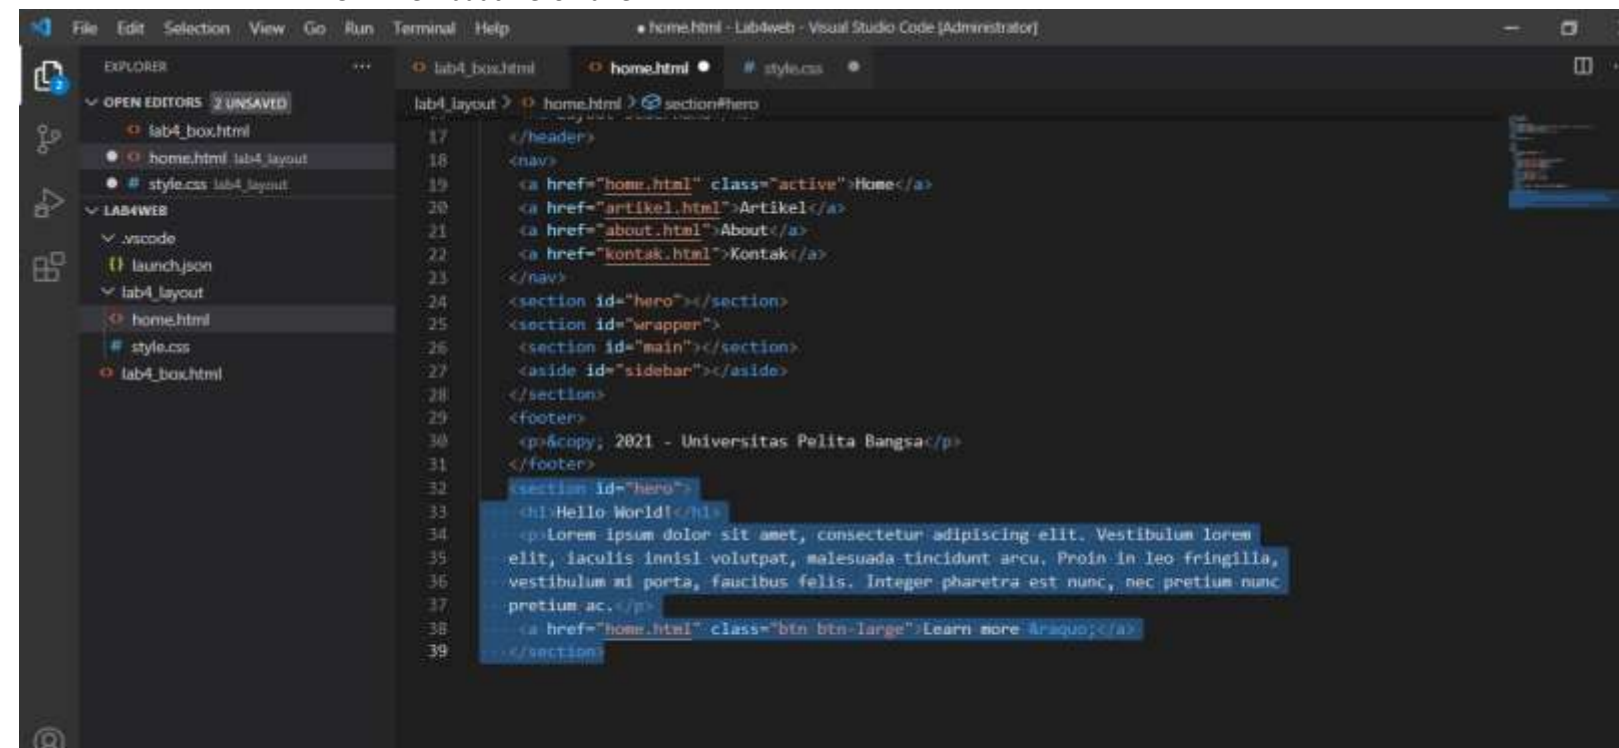 File Edit Selection View Go Run Terminal Help ● home.html - Lab4web - Visual Studio Code [Administrator]
EXPLORER ···
OPEN EDITORS 2 UNSAVED
lab4_box.html
● home.html lab4_layout
● # style.css lab4_layout
LAB4WEB
.vscode
{} launch.json
lab4_layout
home.html
# style.css
lab4_box.html
2
lab4_box.html home.html ● # style.css ●
lab4_layout > home.html > section#hero
17 </header>
18 <nav>
19 <a href="home.html" class="active">Home</a>
20 <a href="artikel.html">Artikel</a>
21 <a href="about.html">About</a>
22 <a href="kontak.html">Kontak</a>
23 </nav>
24 <section id="hero"></section>
25 <section id="wrapper">
26 <section id="main"></section>
27 <aside id="sidebar"></aside>
28 </section>
29 <footer>
30 <p>&copy; 2021 - Universitas Pelita Bangsa</p>
31 </footer>
32 <section id="hero">
33 <h1>Hello World!</h1>
34 <p>Lorem ipsum dolor sit amet, consectetur adipiscing elit. Vestibulum lorem
35 elit, iaculis innisl volutpat, malesuada tincidunt arcu. Proin in leo fringilla,
36 vestibulum mi porta, faucibus felis. Integer pharetra est nunc, nec pretium nunc
37 pretium ac.</p>
38 <a href="home.html" class="btn btn-large">Learn more &raquo;</a>
39 </section>